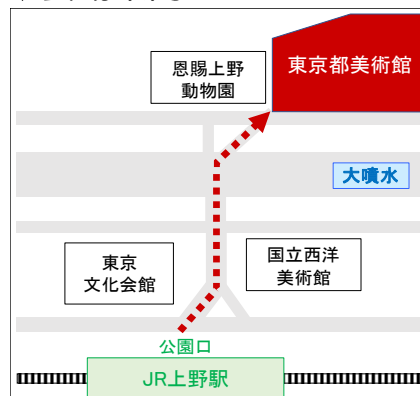 東京都美術館
恩賜上野
動物園
大噴水
東京
文化会館
国立西洋
美術館
公園口
JR上野駅